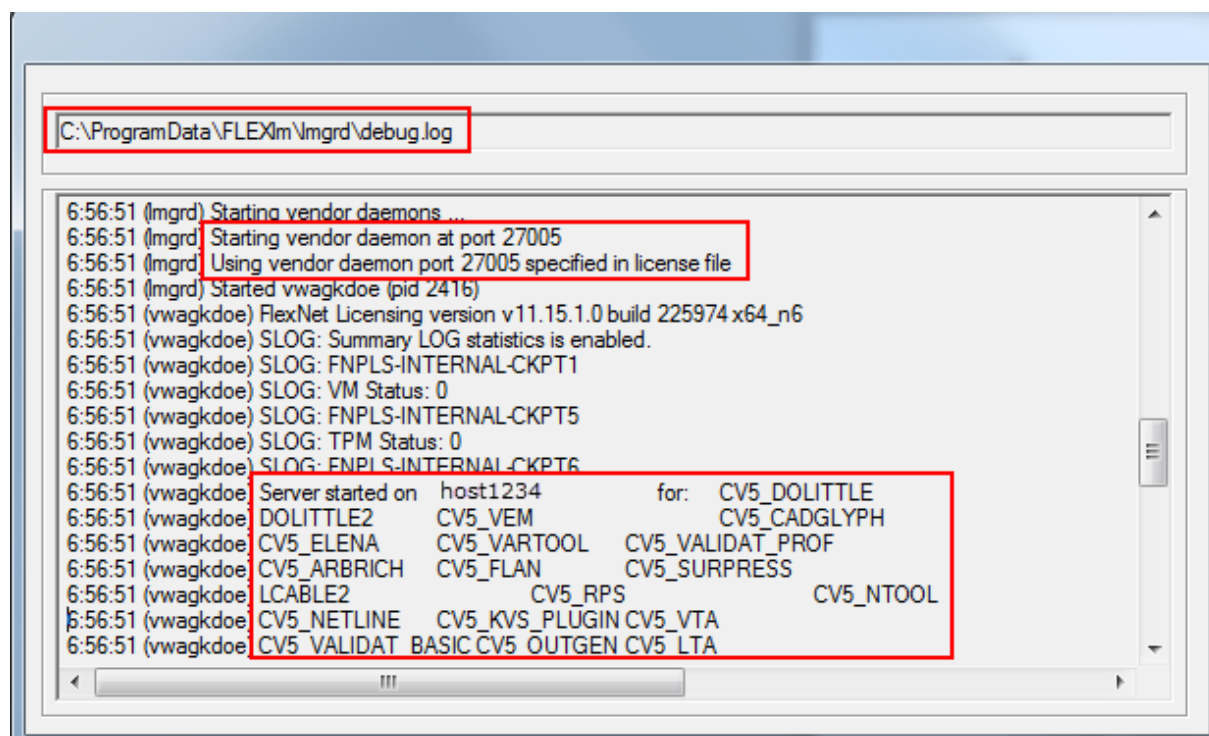 C:\ProgramData\FLEXlm\lmgrd\debug.log
6:56:51 (lmgrd) Starting vendor daemons ...
6:56:51 (lmgrd) Starting vendor daemon at port 27005
6:56:51 (lmgrd) Using vendor daemon port 27005 specified in license file
6:56:51 (lmgrd) Started vwagkdoe (pid 2416)
6:56:51 (vwagkdoe) FlexNet Licensing version v11.15.1.0 build 225974 x64_n6
6:56:51 (vwagkdoe) SLOG: Summary LOG statistics is enabled.
6:56:51 (vwagkdoe) SLOG: FNPLS-INTERNAL-CKPT1
6:56:51 (vwagkdoe) SLOG: VM Status: 0
6:56:51 (vwagkdoe) SLOG: FNPLS-INTERNAL-CKPT5
6:56:51 (vwagkdoe) SLOG: TPM Status: 0
6:56:51 (vwagkdoe) SLOG: FNPLS-INTERNAL-CKPT6
6:56:51 (vwagkdoe) Server started on host1234 for: CV5_DOLITTLE
6:56:51 (vwagkdoe) DOLITTLE2 CV5_VEM CV5_CADGLYPH
6:56:51 (vwagkdoe) CV5_ELENA CV5_VARTOOL CV5_VALIDAT_PROF
6:56:51 (vwagkdoe) CV5_ARBRICH CV5_FLAN CV5_SURPRESS
6:56:51 (vwagkdoe) LCABLE2 CV5_RPS CV5_NTOOL
6:56:51 (vwagkdoe) CV5_NETLINE CV5_KVS_PLUGIN CV5_VTA
6:56:51 (vwagkdoe) CV5_VALIDAT_BASIC CV5_OUTGEN CV5_LTA